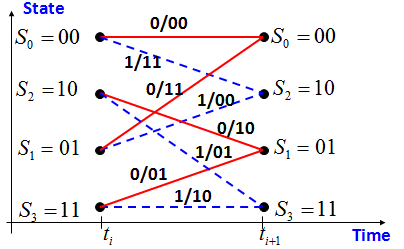 State
S₀ = 00
0/00
S₀ = 00
1/11
S₂ = 10
0/11
1/00
S₂ = 10
0/10
S₁ = 01
1/01
S₁ = 01
0/01
S₃ = 11
1/10
S₃ = 11
tᵢ
tᵢ₊₁
Time